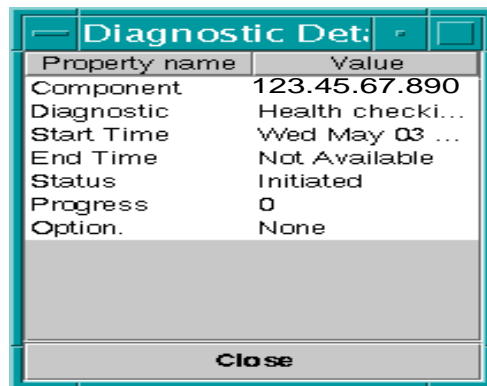 Diagnostic Det
Property name Value
Component 123.45.67.890
Diagnostic Health checki...
Start Time Wed May 03 ...
End Time Not Available
Status Initiated
Progress 0
Option. None
Close